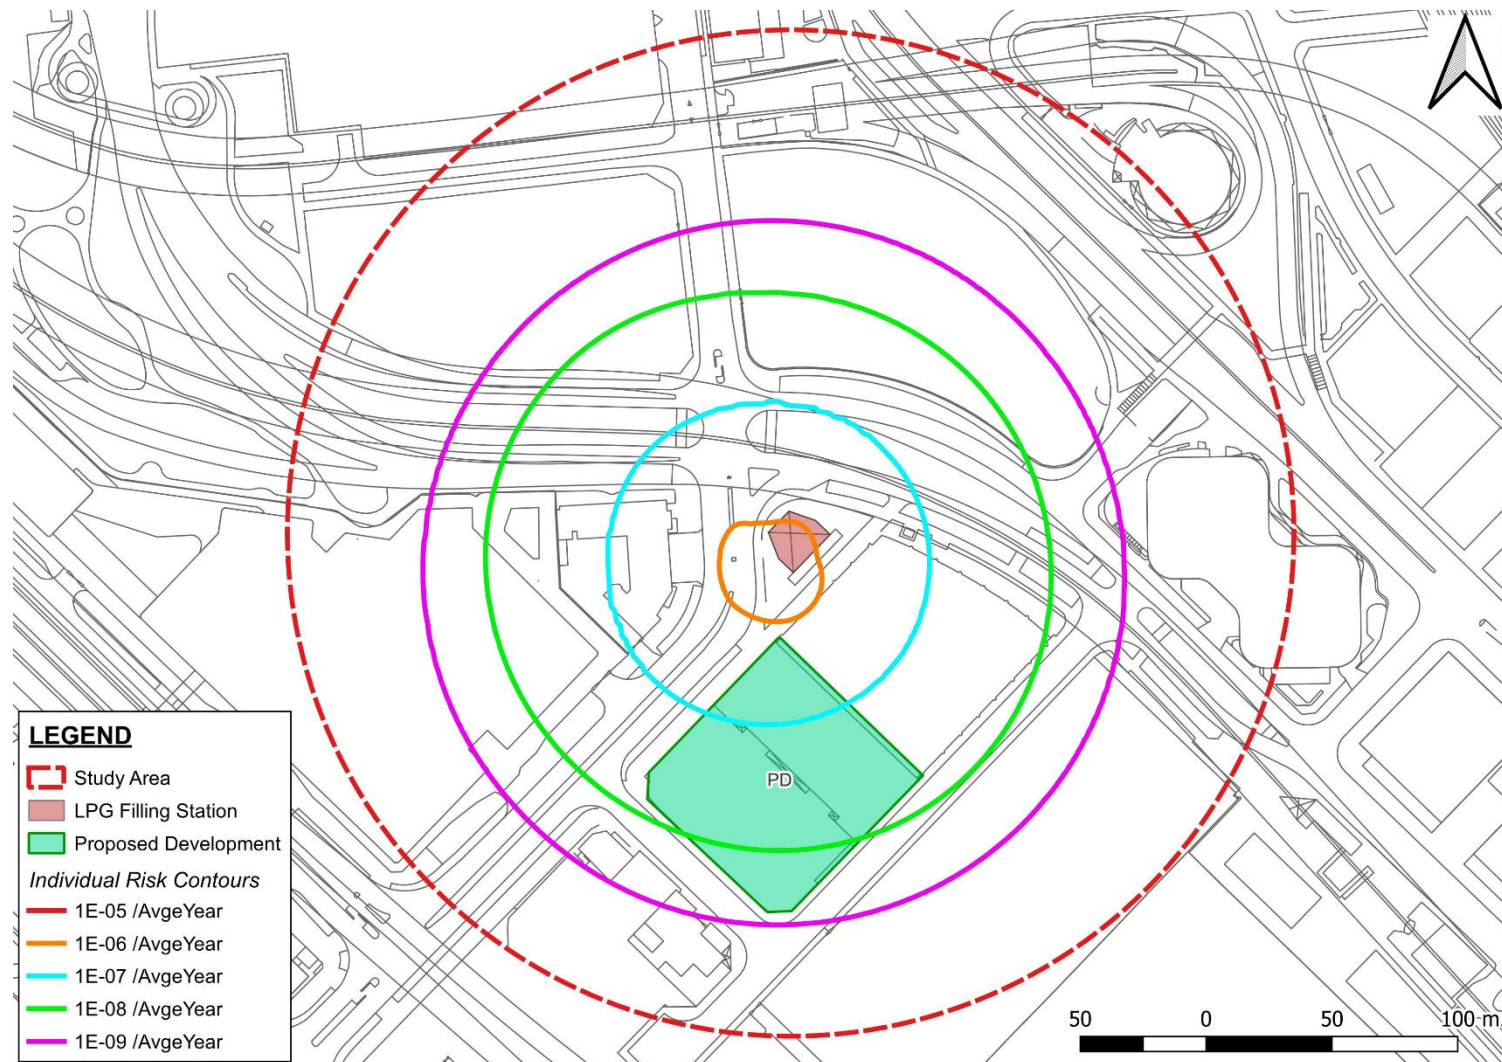 PD
LEGEND
Study Area
LPG Filling Station
Proposed Development
Individual Risk Contours
1E-05 /AvgeYear
1E-06 /AvgeYear
1E-07 /AvgeYear
1E-08 /AvgeYear
1E-09 /AvgeYear
50 0 50 100 m